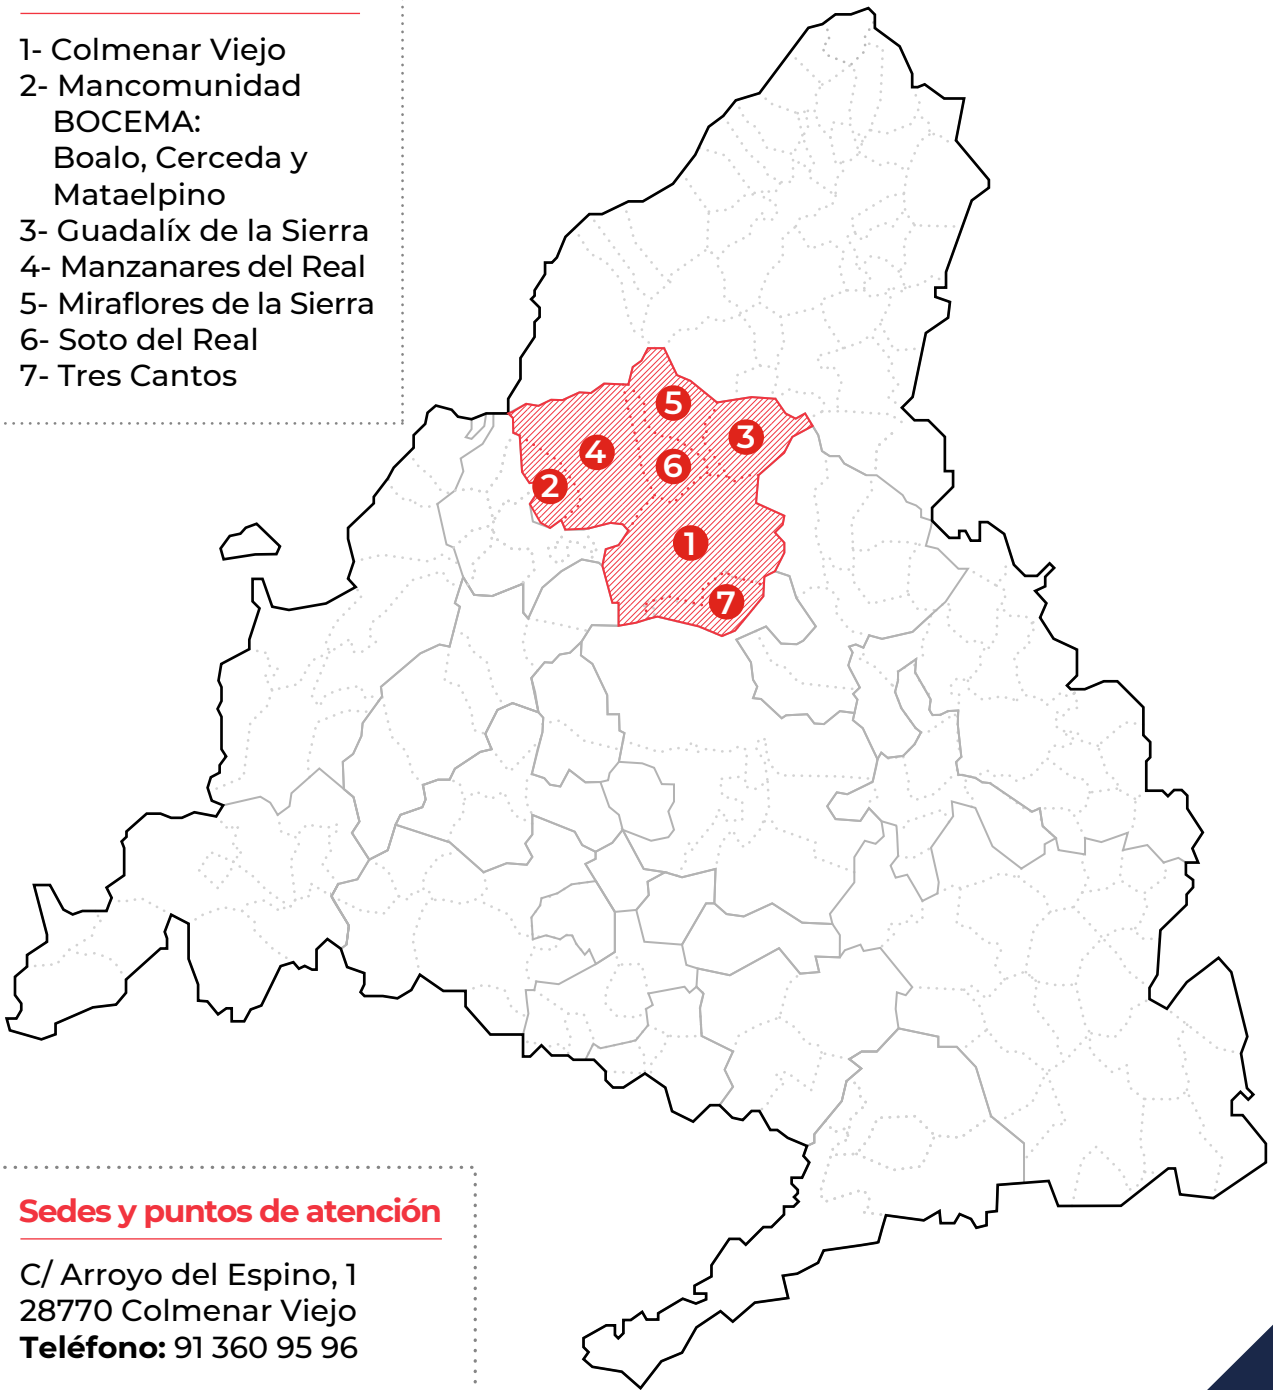 1- Colmenar Viejo
2- Mancomunidad
BOCEMA:
Boalo, Cerceda y
Mataelpino
3- Guadalíx de la Sierra
4- Manzanares del Real
5- Miraflores de la Sierra
6- Soto del Real
7- Tres Cantos
5
3
4
6
2
1
7
Sedes y puntos de atención
C/ Arroyo del Espino, 1
28770 Colmenar Viejo
Teléfono: 91 360 95 96